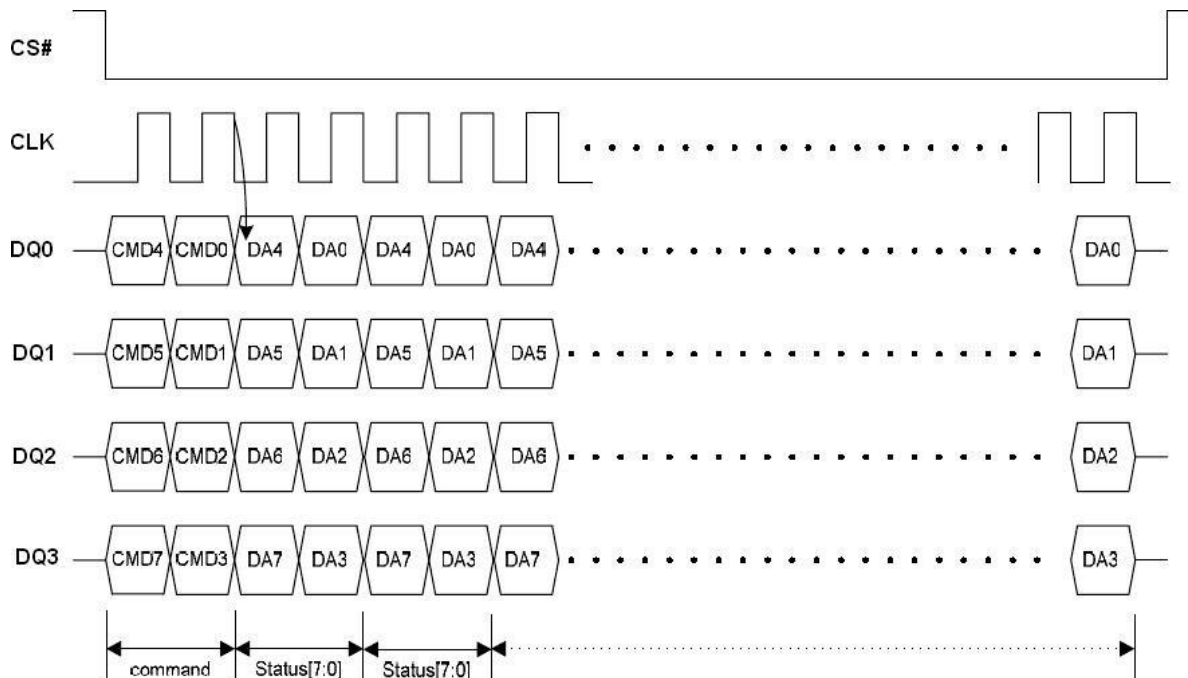 CS#
CLK
DQ0 CMD4 CMD0 DA4 DA0 DA4 DA0 DA4 DA0
DQ1 CMD5 CMD1 DA5 DA1 DA5 DA1 DA5 DA1
DQ2 CMD6 CMD2 DA6 DA2 DA6 DA2 DA6 DA2
DQ3 CMD7 CMD3 DA7 DA3 DA7 DA3 DA7 DA3
command Status[7:0] Status[7:0]